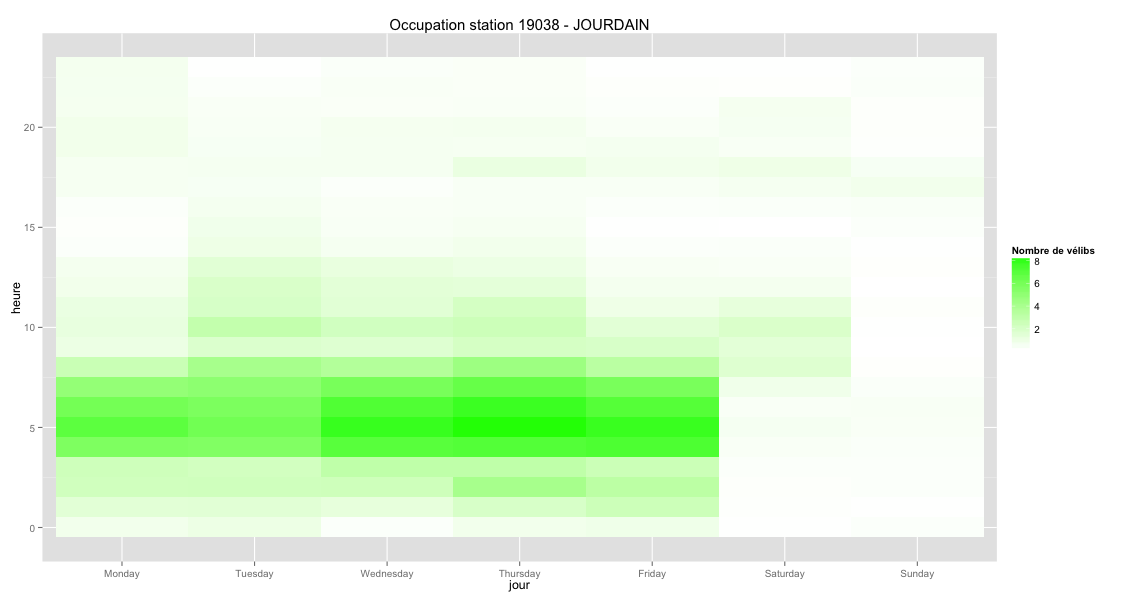 Occupation station 19038 - JOURDAIN
heure
20
15
10
5
0
Monday Tuesday Wednesday Thursday Friday Saturday Sunday
jour
Nombre de vélibs
8
6
4
2